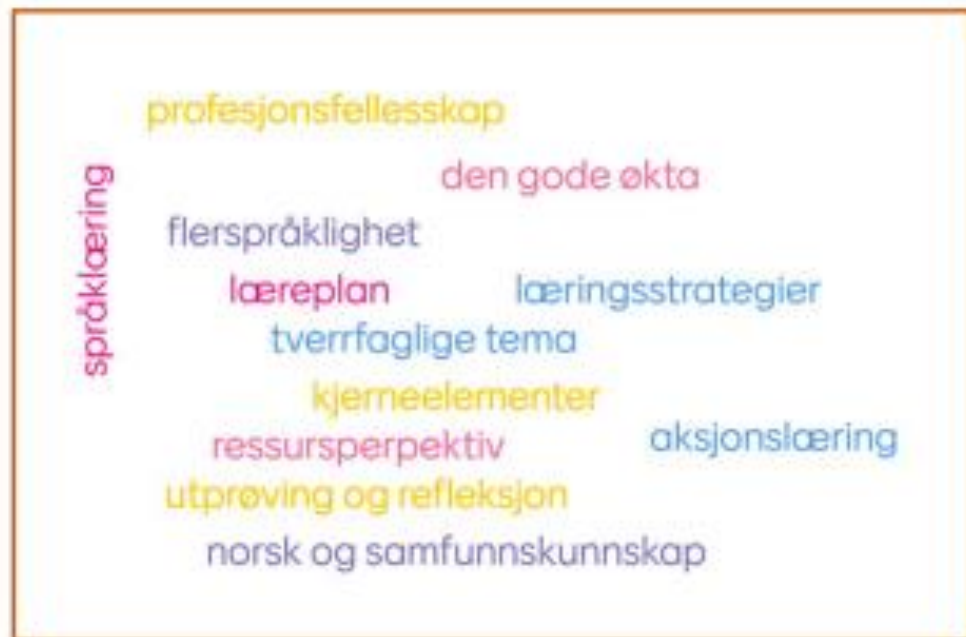 profesjonsfellesskap
den gode økta
språklæring
flerspråklighet
læreplan
læringsstrategier
tverrfaglige tema
kjerneelementer
ressursperpektiv
aksjonslæring
utprøving og refleksjon
norsk og samfunnskunnskap